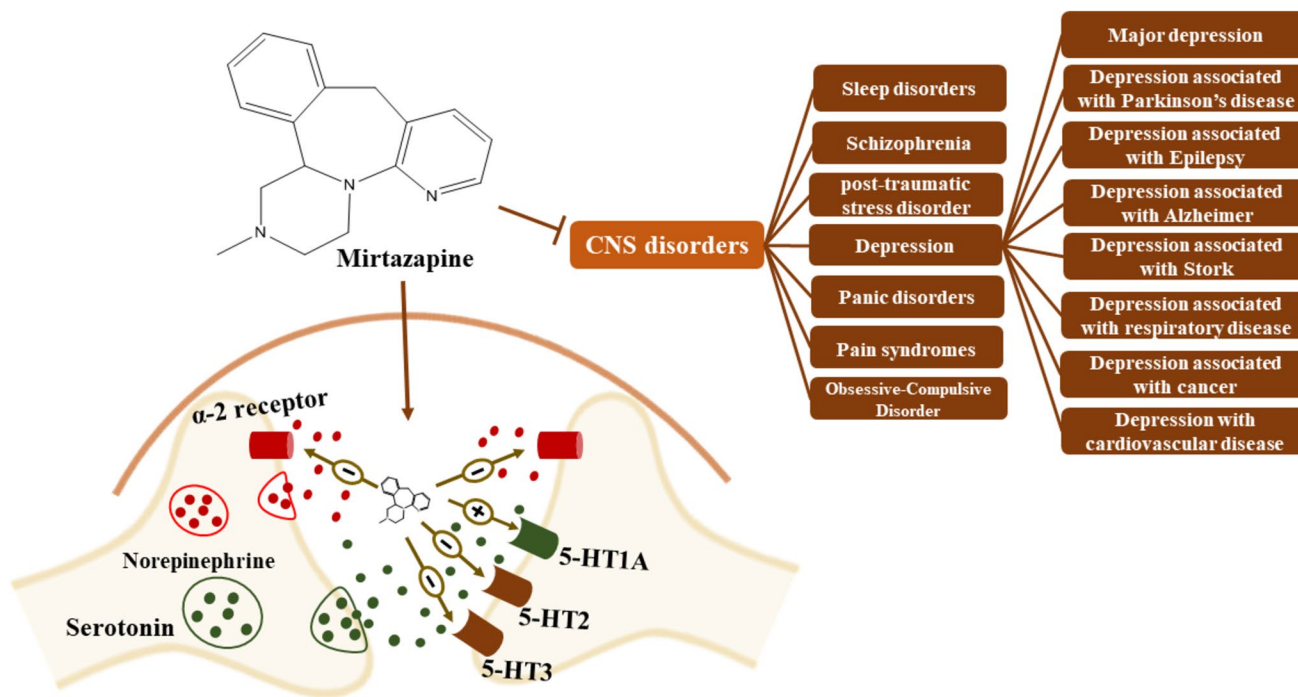 N
N
N
Mirtazapine
CNS disorders
Sleep disorders
Schizophrenia
post-traumatic
stress disorder
Depression
Panic disorders
Pain syndromes
Obsessive-Compulsive
Disorder
Major depression
Depression associated
with Parkinson's disease
Depression associated
with Epilepsy
Depression associated
with Alzheimer
Depression associated
with Stork
Depression associated
with respiratory disease
Depression associated
with cancer
Depression with
cardiovascular disease
α-2 receptor
−
−
+
−
−
Norepinephrine
Serotonin
5-HT1A
5-HT2
5-HT3